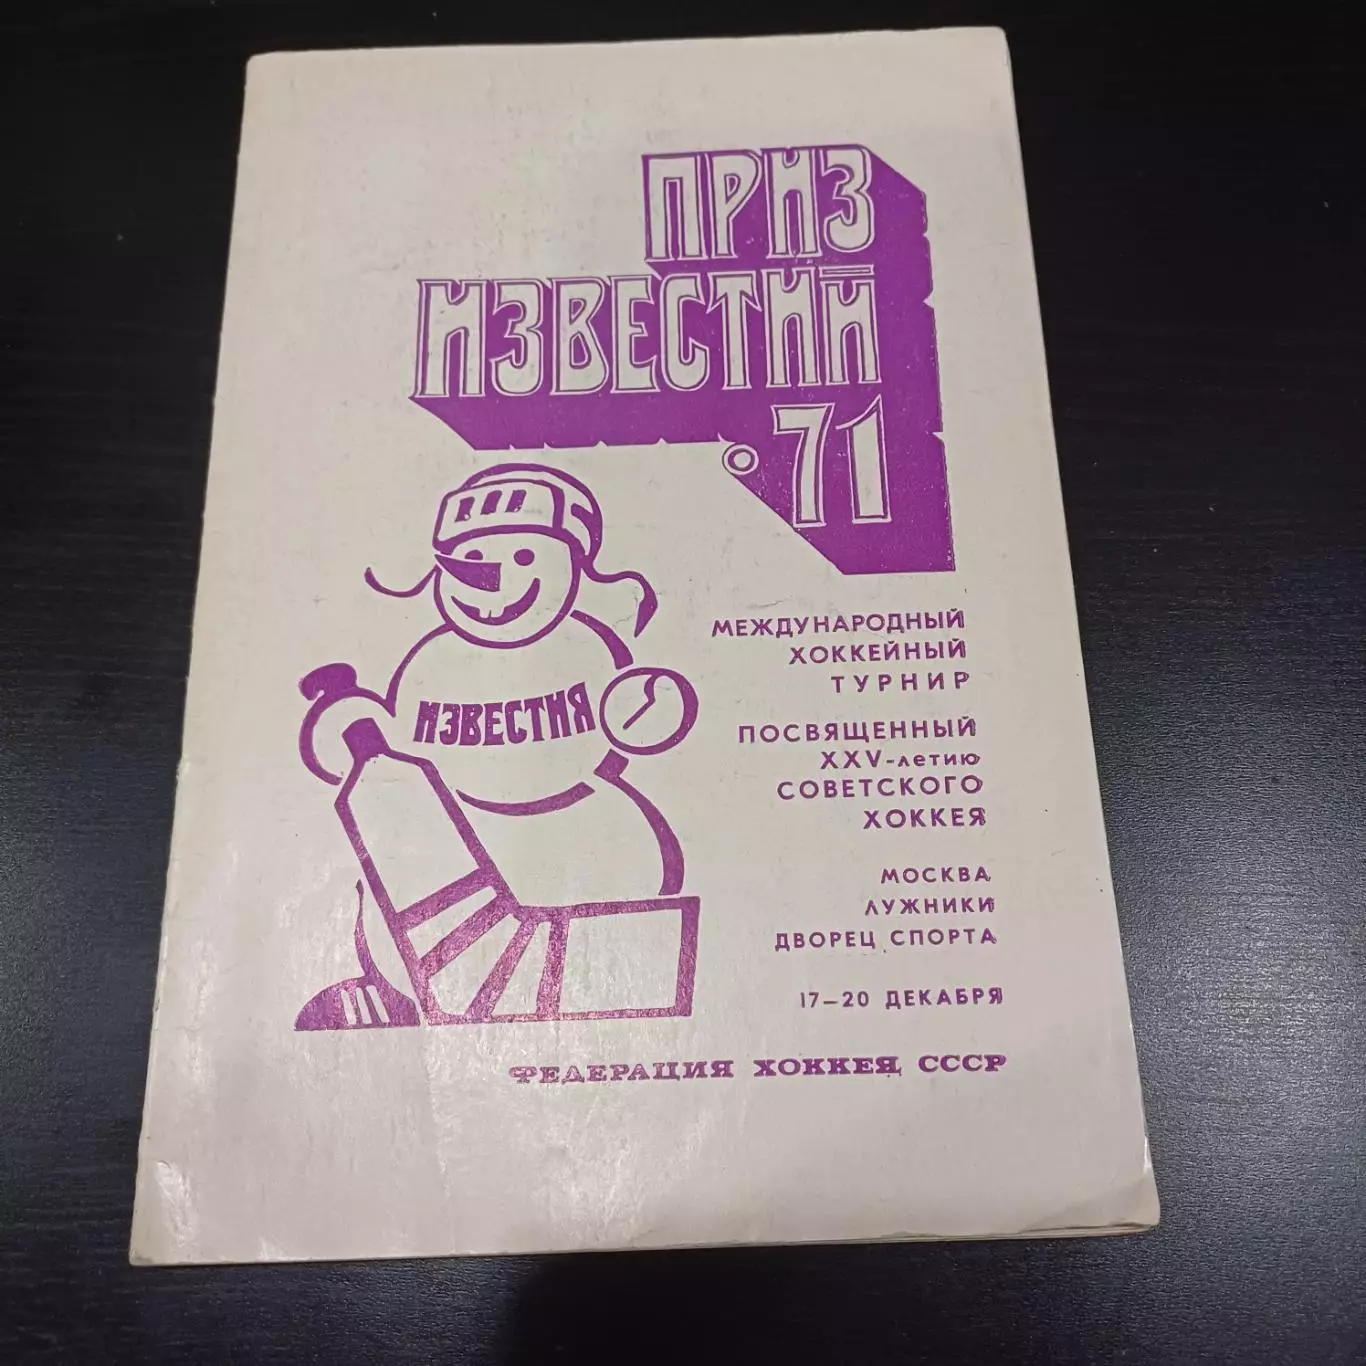 ПРИЗ
ИЗВЕСТИЙ
71
ИЗВЕСТИЯ
МЕЖДУНАРОДНЫЙ
ХОККЕЙНЫЙ
ТУРНИР
ПОСВЯЩЕННЫЙ
XXV-летию
СОВЕТСКОГО
ХОККЕЯ
МОСКВА
ЛУЖНИКИ
ДВОРЕЦ СПОРТА
17–20 ДЕКАБРЯ
ФЕДЕРАЦИЯ ХОККЕЯ СССР